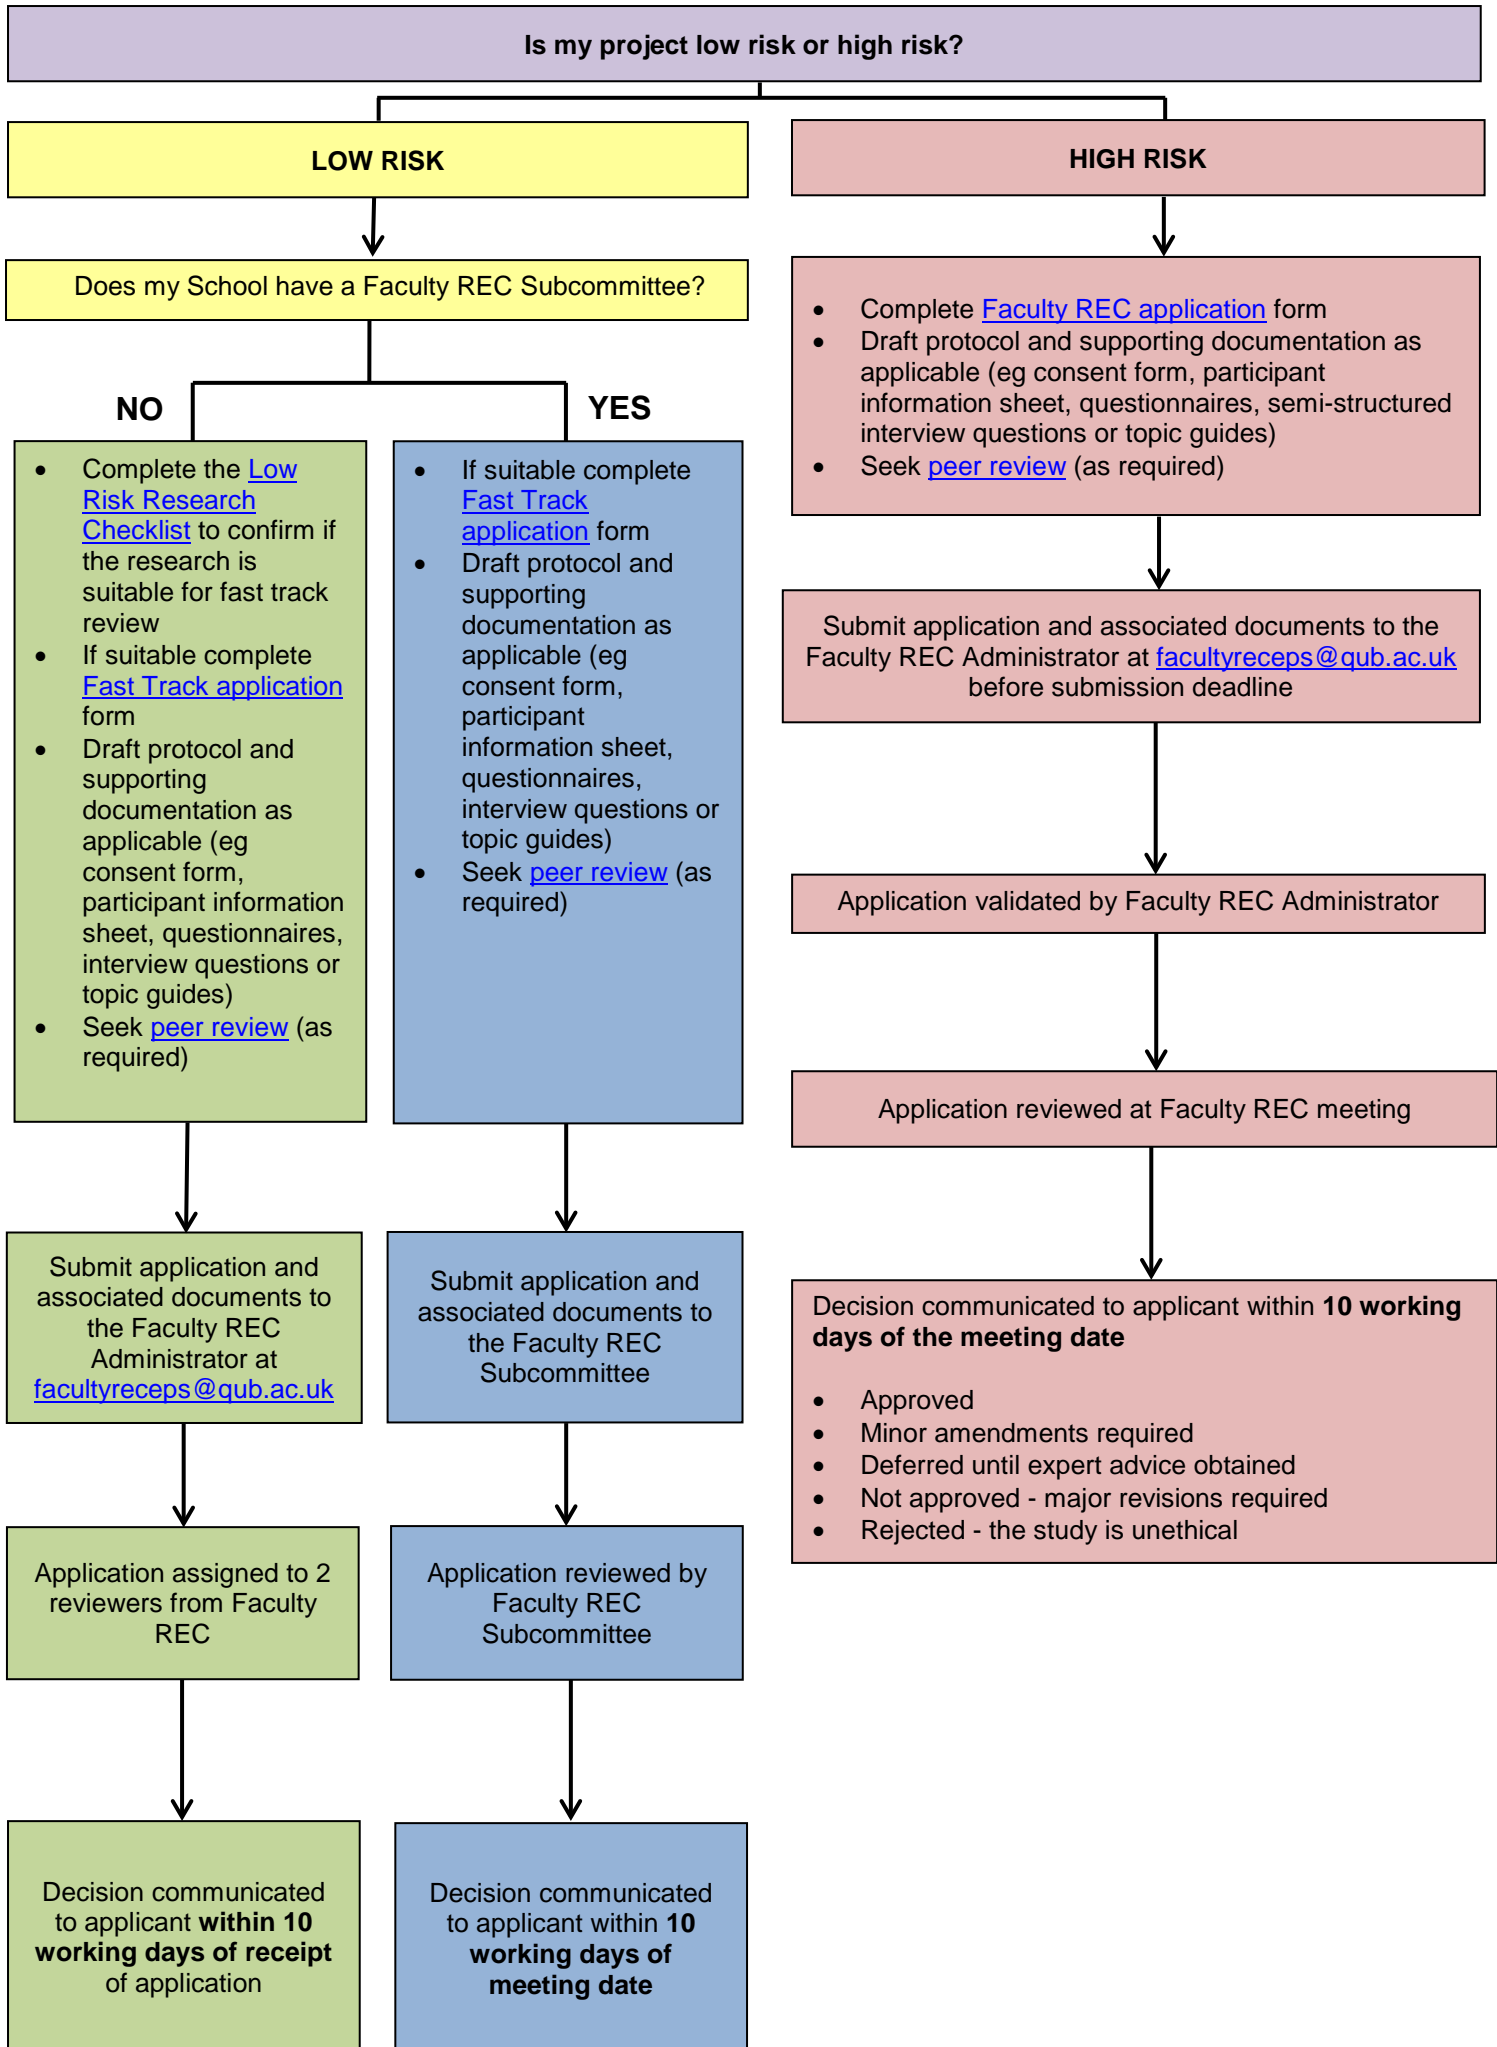 Is my project low risk or high risk?
LOW RISK
HIGH RISK
Does my School have a Faculty REC Subcommittee?
NO
YES
• Complete the Low
Risk Research
Checklist to confirm if
the research is
suitable for fast track
review
• If suitable complete
Fast Track application
form
• Draft protocol and
supporting
documentation as
applicable (eg
consent form,
participant information
sheet, questionnaires,
interview questions or
topic guides)
• Seek peer review (as
required)
• If suitable complete
Fast Track
application form
• Draft protocol and
supporting
documentation as
applicable (eg
consent form,
participant
information sheet,
questionnaires,
interview questions or
topic guides)
• Seek peer review (as
required)
• Complete Faculty REC application form
• Draft protocol and supporting documentation as
applicable (eg consent form, participant
information sheet, questionnaires, semi-structured
interview questions or topic guides)
• Seek peer review (as required)
Submit application and associated documents to the
Faculty REC Administrator at facultyreceps@qub.ac.uk
before submission deadline
Application validated by Faculty REC Administrator
Application reviewed at Faculty REC meeting
Decision communicated to applicant within 10 working
days of the meeting date
• Approved
• Minor amendments required
• Deferred until expert advice obtained
• Not approved - major revisions required
• Rejected - the study is unethical
Submit application and
associated documents to
the Faculty REC
Administrator at
facultyreceps@qub.ac.uk
Submit application and
associated documents to
the Faculty REC
Subcommittee
Application assigned to 2
reviewers from Faculty
REC
Application reviewed by
Faculty REC
Subcommittee
Decision communicated
to applicant within 10
working days of receipt
of application
Decision communicated
to applicant within 10
working days of
meeting date